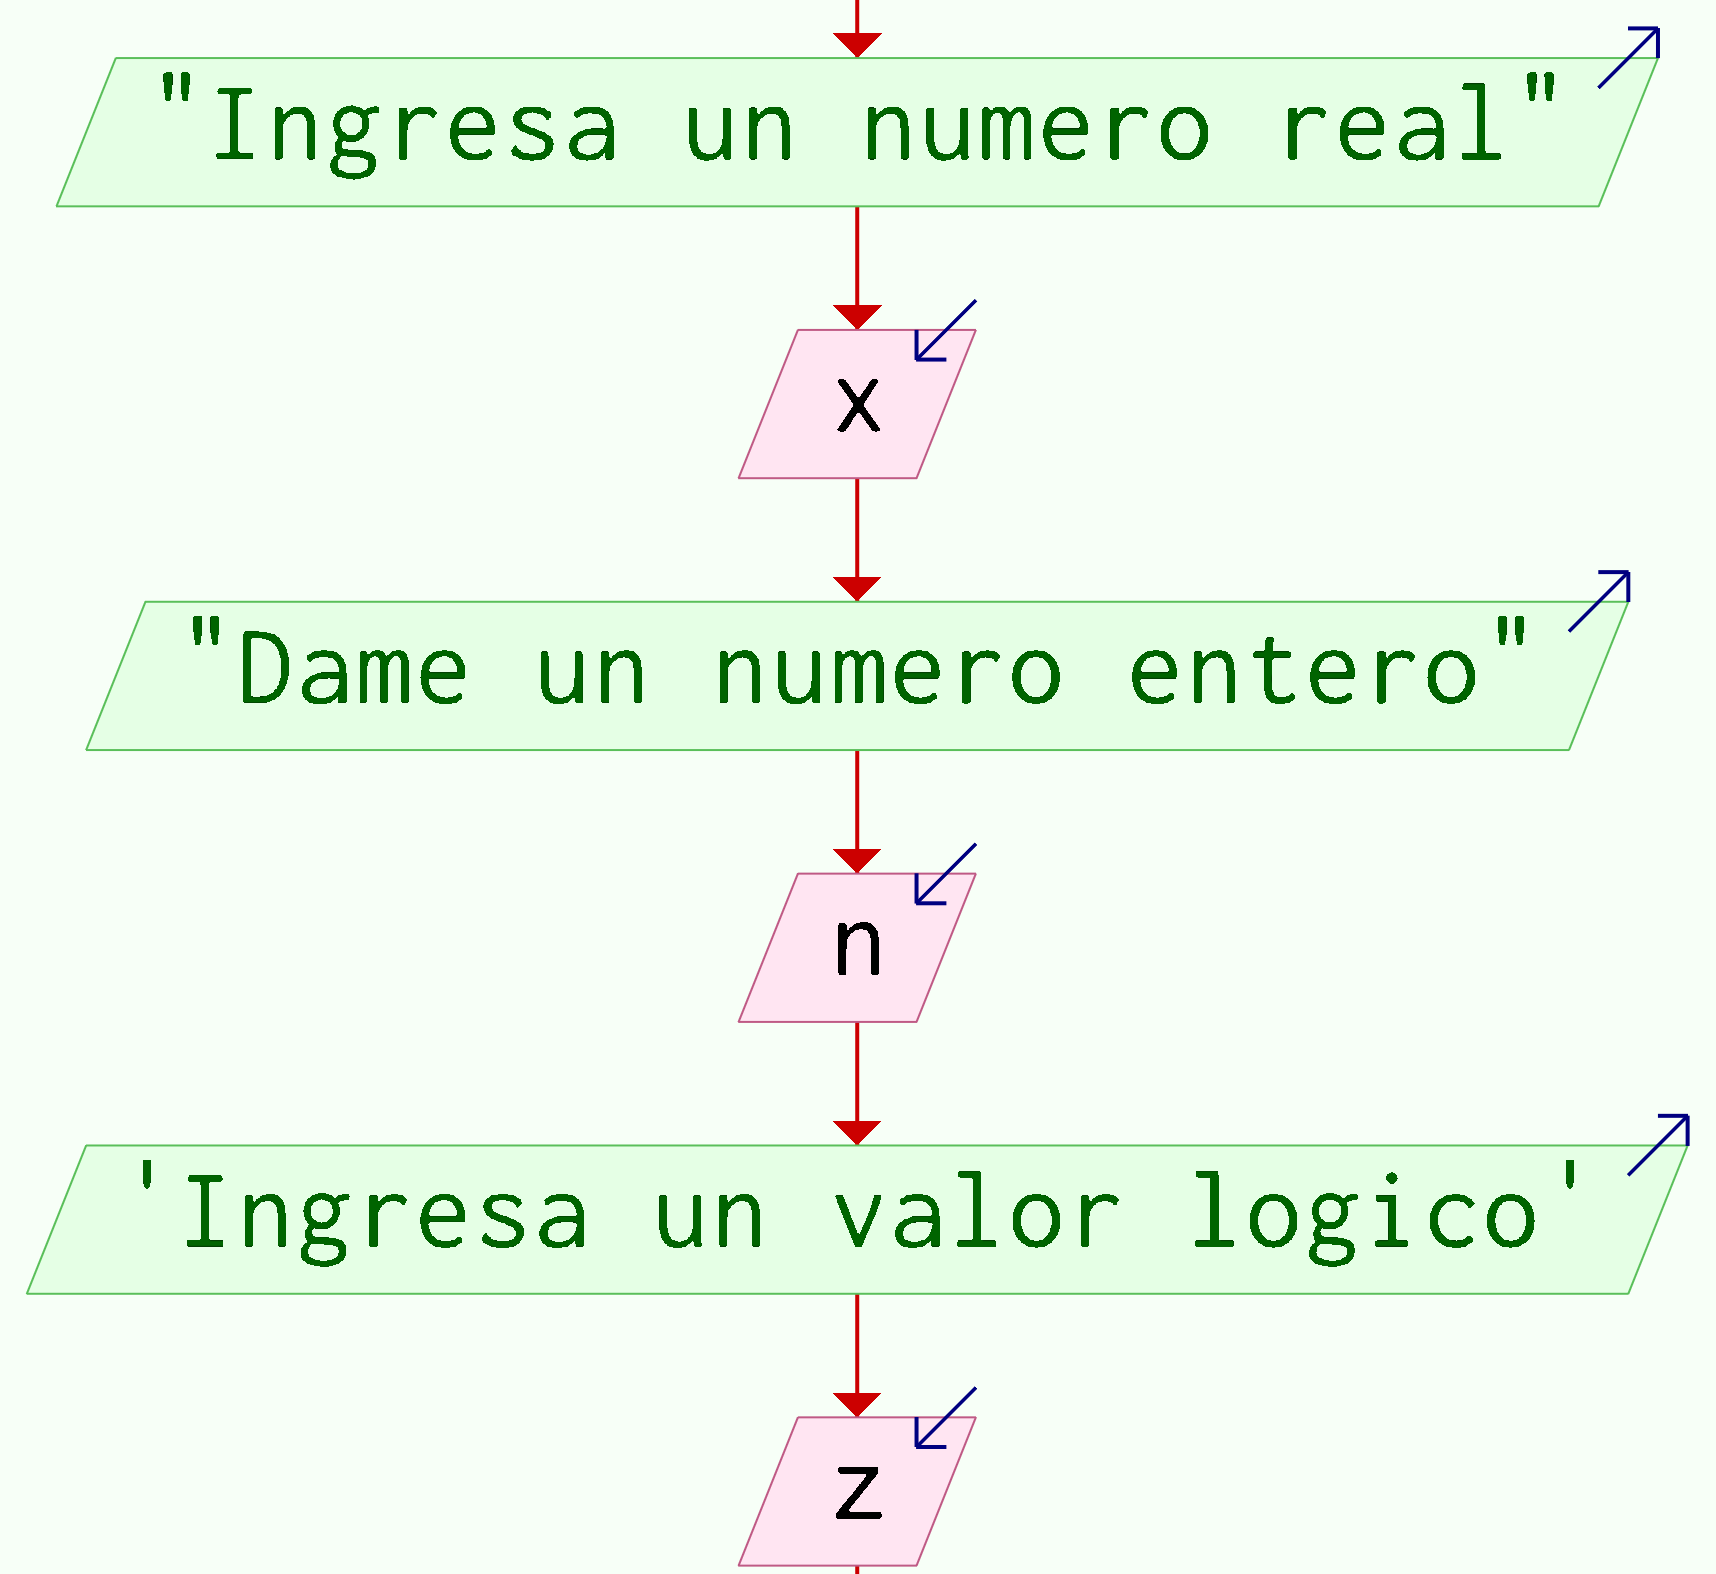 "Ingresa un numero real"
x
"Dame un numero entero"
n
'Ingresa un valor logico'
z